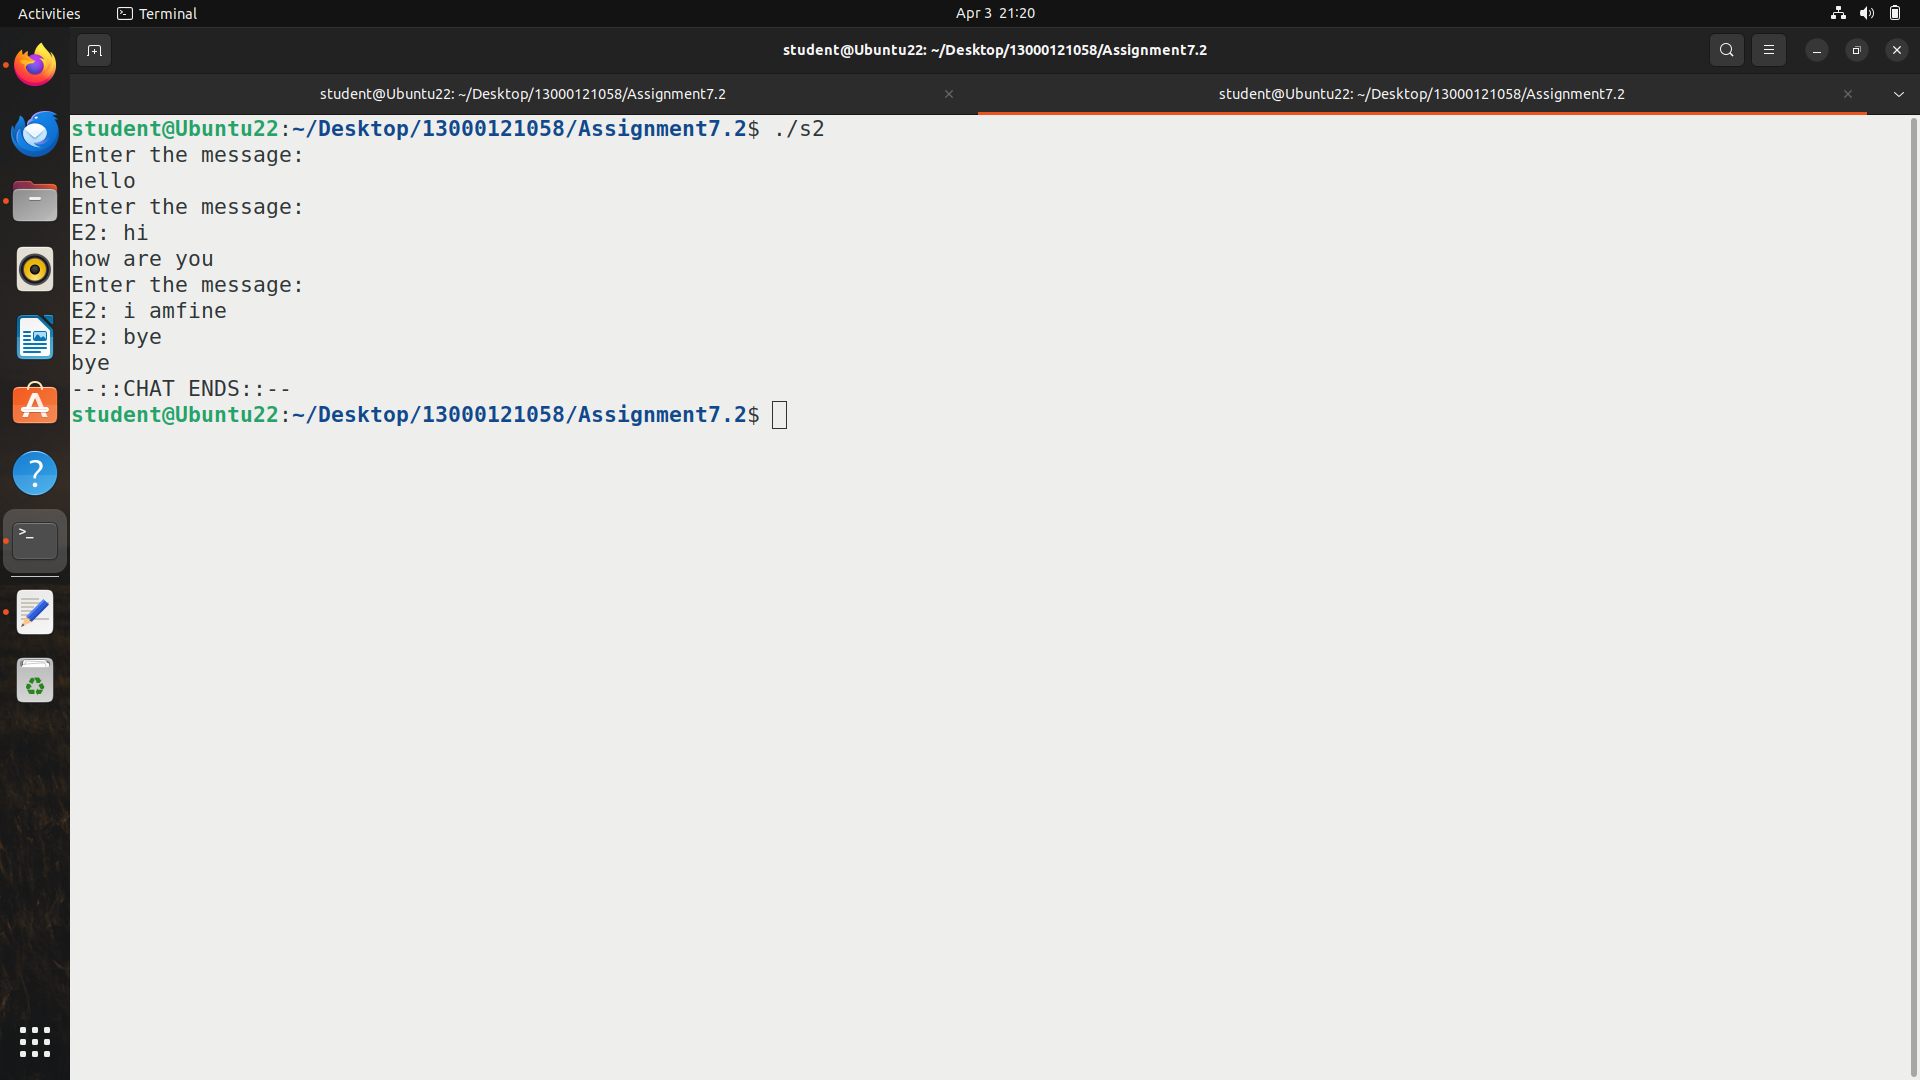 Activities
Terminal
Apr 3 21:20
student@Ubuntu22: ~/Desktop/13000121058/Assignment7.2
student@Ubuntu22: ~/Desktop/13000121058/Assignment7.2
student@Ubuntu22: ~/Desktop/13000121058/Assignment7.2
student@Ubuntu22:~/Desktop/13000121058/Assignment7.2$ ./s2
Enter the message:
hello
Enter the message:
E2: hi
how are you
Enter the message:
E2: i amfine
E2: bye
bye
--::CHAT ENDS::--
student@Ubuntu22:~/Desktop/13000121058/Assignment7.2$